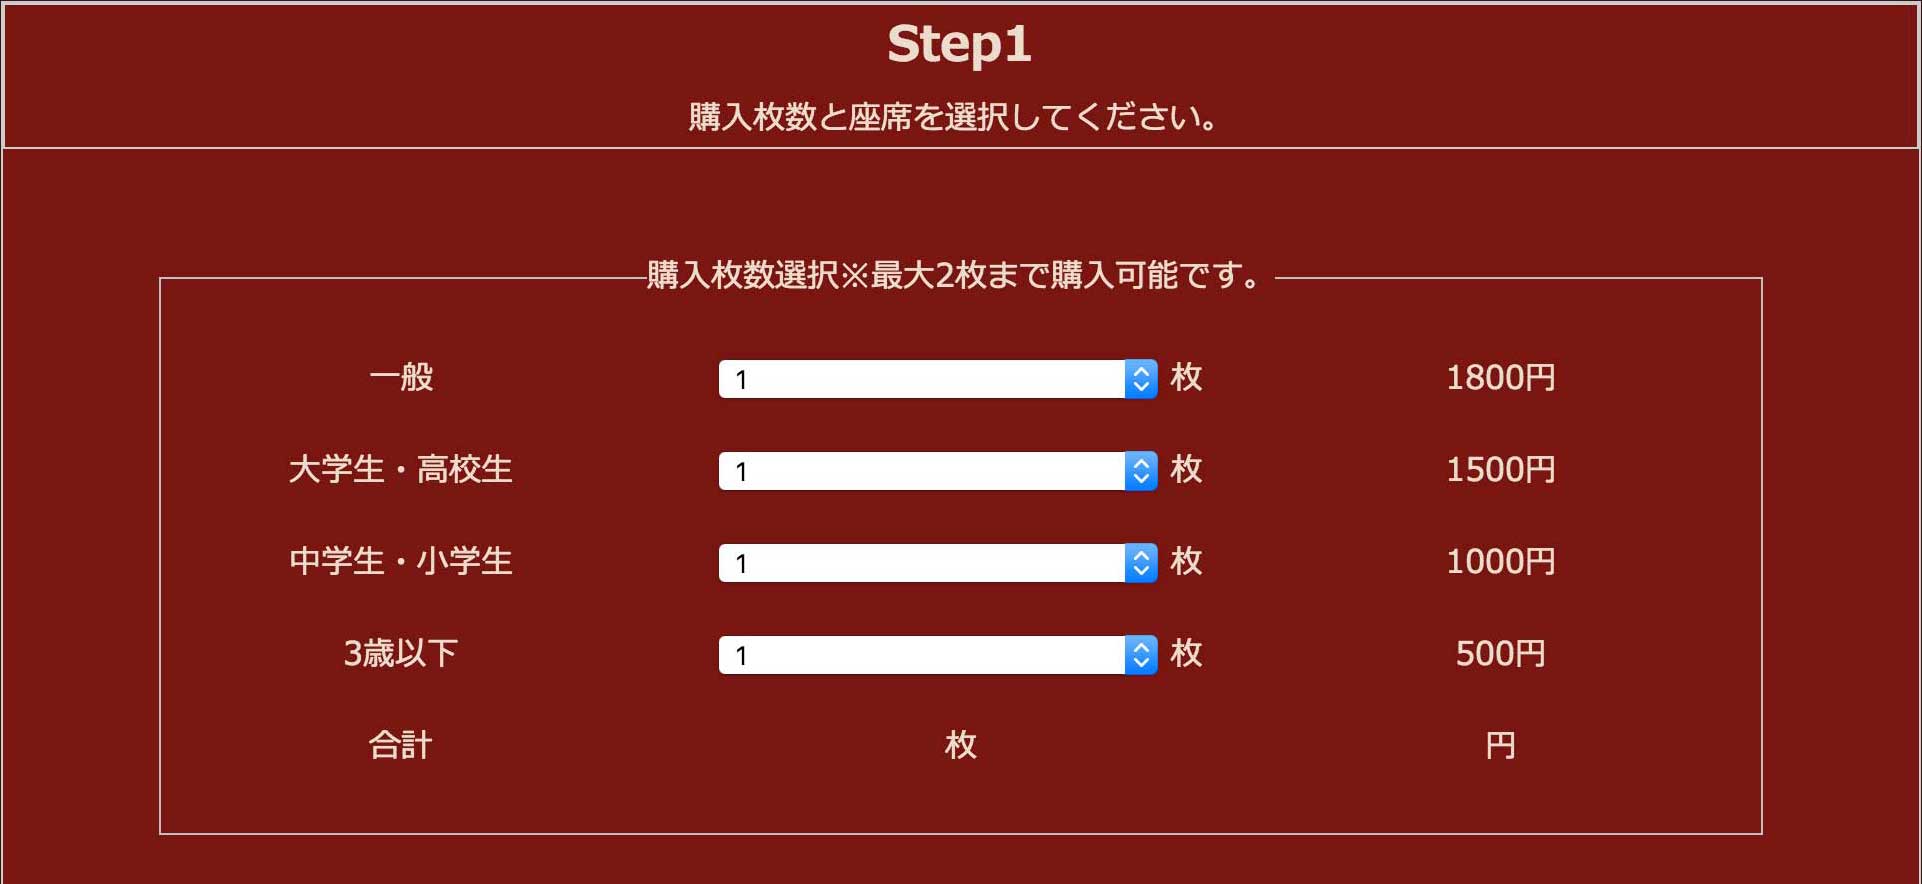 Step1
購入枚数と座席を選択してください。
購入枚数選択※最大2枚まで購入可能です。
一般 1 枚 1800円
大学生・高校生 1 枚 1500円
中学生・小学生 1 枚 1000円
3歳以下 1 枚 500円
合計 枚 円